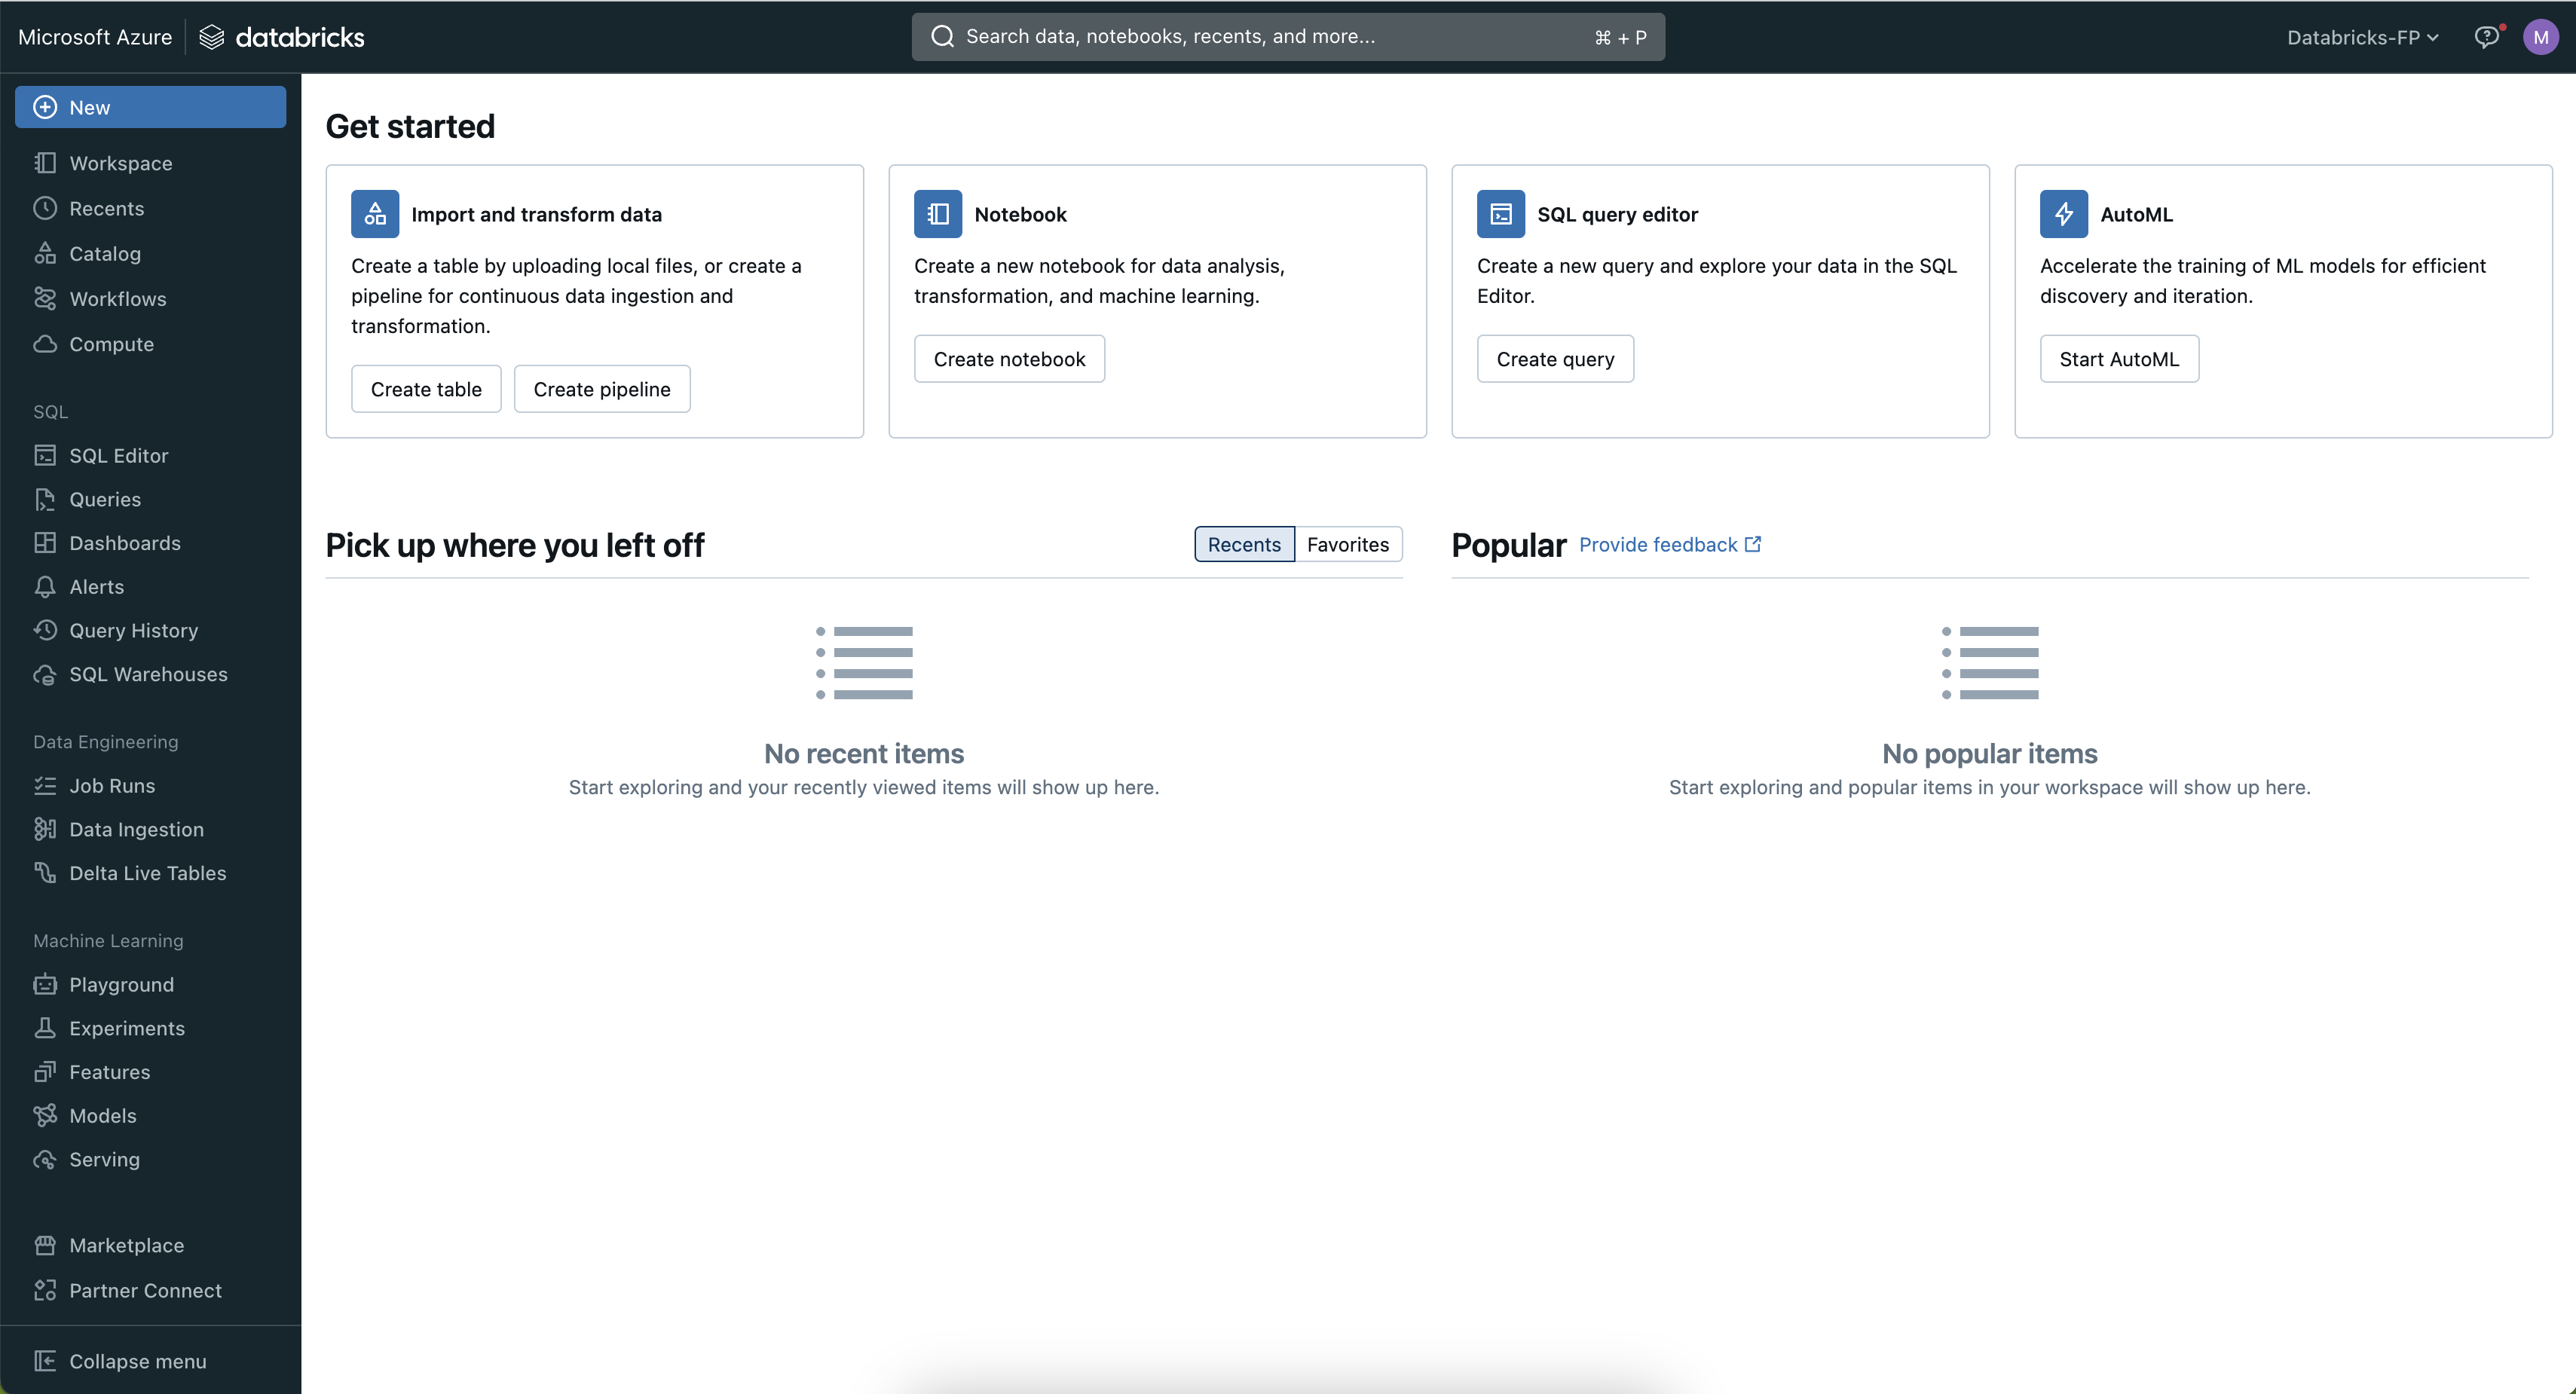 Microsoft Azure databricks
Search data, notebooks, recents, and more... ⌘ + P
Databricks-FP
M
New
Workspace
Recents
Catalog
Workflows
Compute
SQL
SQL Editor
Queries
Dashboards
Alerts
Query History
SQL Warehouses
Data Engineering
Job Runs
Data Ingestion
Delta Live Tables
Machine Learning
Playground
Experiments
Features
Models
Serving
Marketplace
Partner Connect
Collapse menu
Get started
Import and transform data
Create a table by uploading local files, or create a
pipeline for continuous data ingestion and
transformation.
Create table Create pipeline
Notebook
Create a new notebook for data analysis,
transformation, and machine learning.
Create notebook
SQL query editor
Create a new query and explore your data in the SQL
Editor.
Create query
AutoML
Accelerate the training of ML models for efficient
discovery and iteration.
Start AutoML
Pick up where you left off
Recents Favorites
No recent items
Start exploring and your recently viewed items will show up here.
Popular Provide feedback
No popular items
Start exploring and popular items in your workspace will show up here.